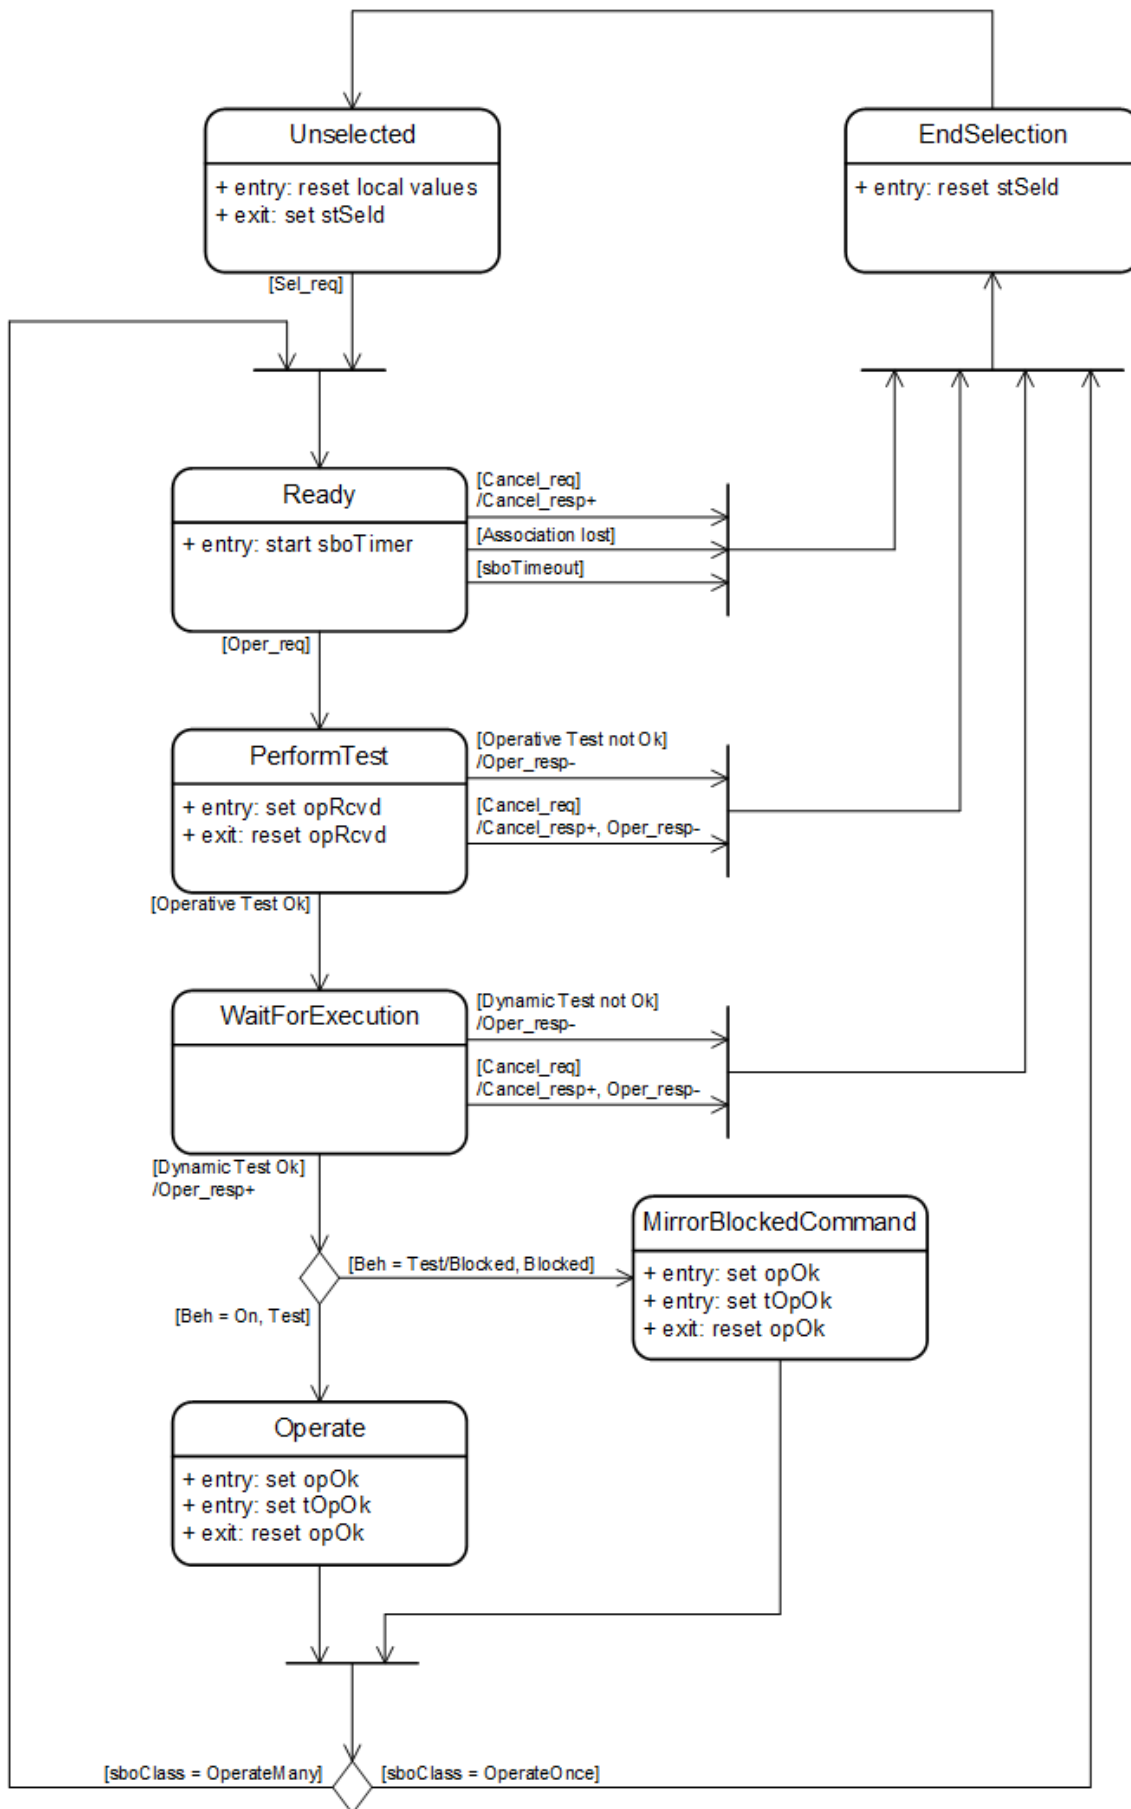 Unselected
+ entry: reset local values
+ exit: set stSeld
EndSelection
+ entry: reset stSeld
[Sel_req]
Ready
+ entry: start sboTimer
[Cancel_req]
/Cancel_resp+
[Association lost]
[sboTimeout]
[Oper_req]
PerformTest
+ entry: set opRcvd
+ exit: reset opRcvd
[Operative Test not Ok]
/Oper_resp-
[Cancel_req]
/Cancel_resp+, Oper_resp-
[Operative Test Ok]
WaitForExecution
[Dynamic Test not Ok]
/Oper_resp-
[Cancel_req]
/Cancel_resp+, Oper_resp-
[Dynamic Test Ok]
/Oper_resp+
MirrorBlockedCommand
+ entry: set opOk
+ entry: set tOpOk
+ exit: reset opOk
[Beh = Test/Blocked, Blocked]
[Beh = On, Test]
Operate
+ entry: set opOk
+ entry: set tOpOk
+ exit: reset opOk
[sboClass = OperateMany]
[sboClass = OperateOnce]